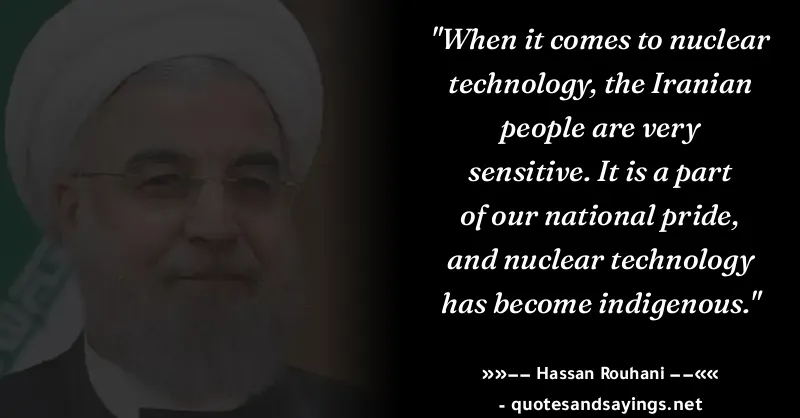 "When it comes to nuclear
technology, the Iranian
people are very
sensitive. It is a part
of our national pride,
and nuclear technology
has become indigenous."
»»–– Hassan Rouhani ––««
- quotesandsayings.net